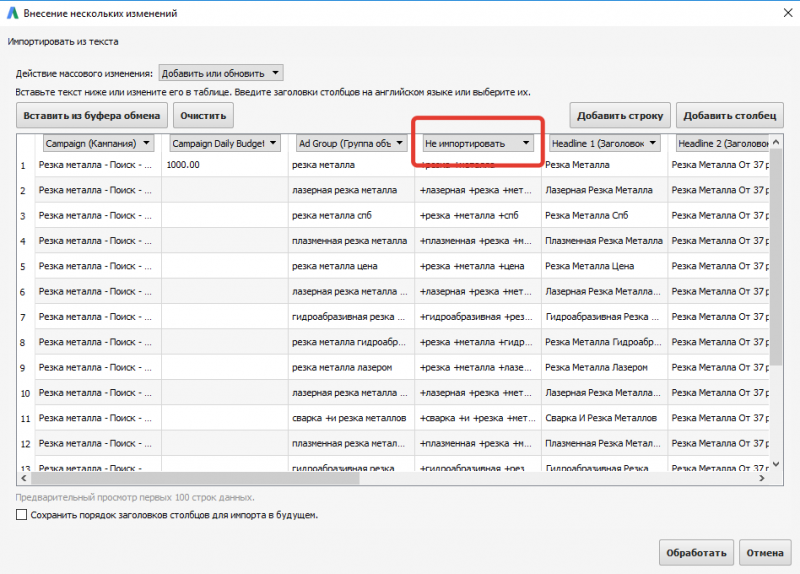 Внесение нескольких изменений
Импортировать из текста
Действие массового изменения: Добавить или обновить
Вставьте текст ниже или измените его в таблице. Введите заголовки столбцов на английском языке или выберите их.
Вставить из буфера обмена Очистить Добавить строку Добавить столбец
Campaign (Кампания) Campaign Daily Budget Ad Group (Группа объ Не импортировать Headline 1 (Заголовок Headline 2 (Заголовок
1 Резка металла - Поиск - ... 1000.00 резка металла +резка +металла Резка Металла Резка Металла От 37 р
2 Резка металла - Поиск - ... лазерная резка металла +лазерная +резка +мет... Лазерная Резка Металла Резка Металла От 37 р
3 Резка металла - Поиск - ... резка металла спб +резка +металла +спб Резка Металла Спб Резка Металла От 37 р
4 Резка металла - Поиск - ... плазменная резка металла +плазменная +резка +м... Плазменная Резка Металла Резка Металла От 37 р
5 Резка металла - Поиск - ... резка металла цена +резка +металла +цена Резка Металла Цена Резка Металла От 37 р
6 Резка металла - Поиск - ... лазерная резка металла ... +лазерная +резка +мет... Лазерная Резка Металла... Резка Металла От 37 р
7 Резка металла - Поиск - ... гидроабразивная резка ... +гидроабразивная +рез... Гидроабразивная Резка ... Резка Металла От 37 р
8 Резка металла - Поиск - ... резка металла гидроабр... +резка +металла +гидр... Резка Металла Гидроабр... Резка Металла От 37 р
9 Резка металла - Поиск - ... резка металла лазером +резка +металла +лазе... Резка Металла Лазером Резка Металла От 37 р
10 Резка металла - Поиск - ... лазерная резка металла ... +лазерная +резка +мет... Лазерная Резка Металла... Резка Металла От 37 р
11 Резка металла - Поиск - ... сварка +и резка металлов +сварка +и +резка +мет... Сварка И Резка Металлов Резка Металла От 37 р
12 Резка металла - Поиск - ... плазменная резка метал... +плазменная +резка +м... Плазменная Резка Метал... Резка Металла От 37 р
13 Резка металла - Поиск - ... гидроабразивная резка ... +гидроабразивная +рез... Гидроабразивная Резка ... Резка Металла От 37 р
Предварительный просмотр первых 100 строк данных.
Сохранить порядок заголовков столбцов для импорта в будущем.
Обработать Отмена